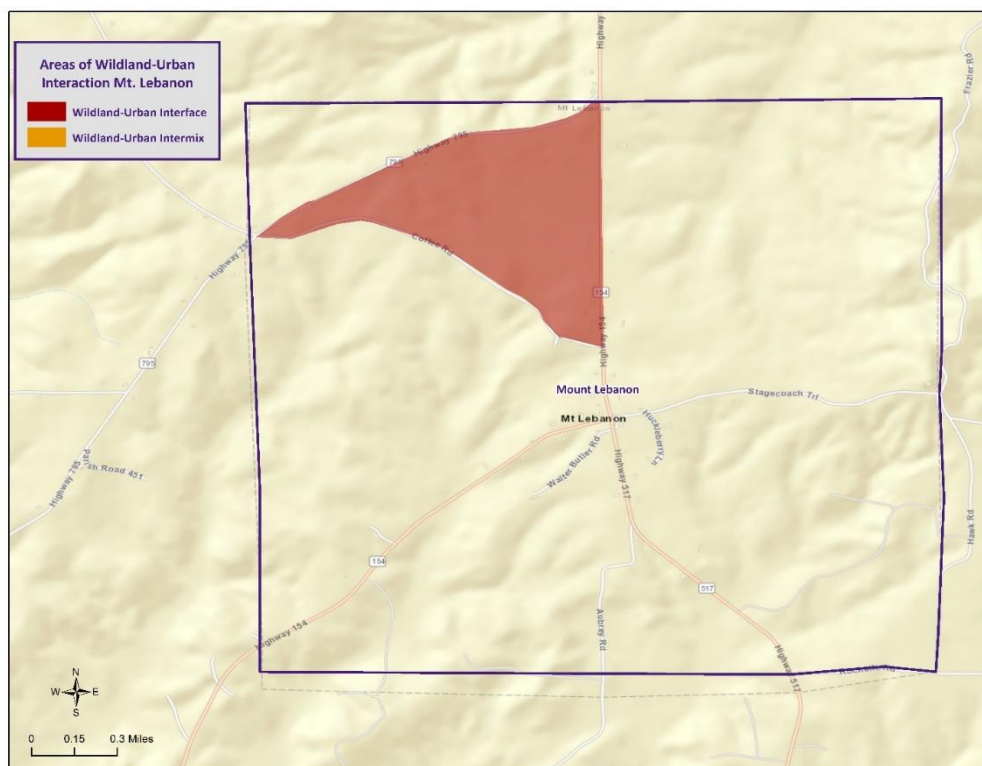 Areas of Wildland-Urban
Interaction Mt. Lebanon
Wildland-Urban Interface
Wildland-Urban Intermix
Highway
Frazier Rd
Mt Lebanon
Highway 795
795
Coffee Rd
Highway 795
154
Highway 154
795
Mount Lebanon
Stagecoach Trl
Mt Lebanon
Huckleberry Ln
Walter Butler Rd
Highway 517
Parish Road 451
Highway 795
Hawk Rd
154
517
Aubrey Rd
Highway 154
Highway 517
N
W E
S
0 0.15 0.3 Miles